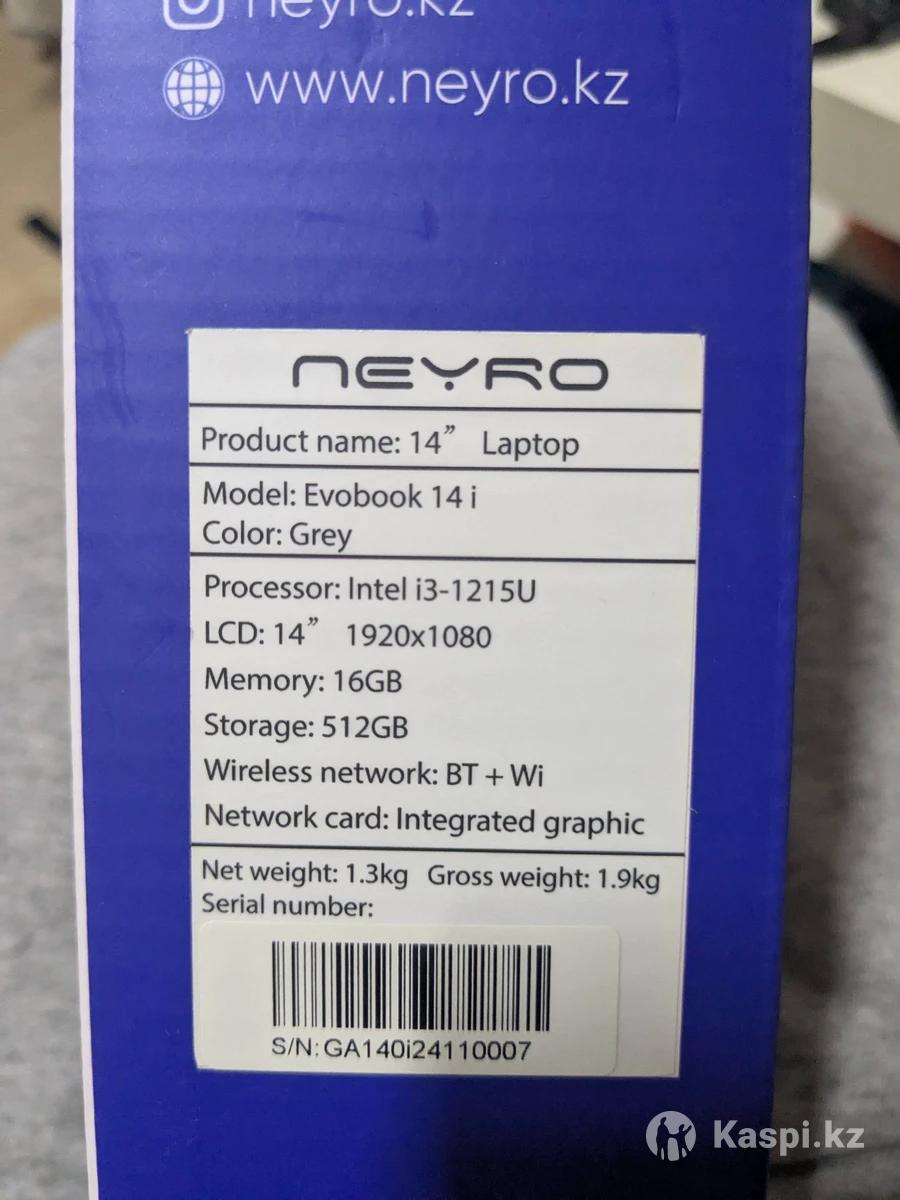 neyro.kz
www.neyro.kz
NEYRO
Product name: 14” Laptop
Model: Evobook 14 i
Color: Grey
Processor: Intel i3-1215U
LCD: 14” 1920x1080
Memory: 16GB
Storage: 512GB
Wireless network: BT + Wi
Network card: Integrated graphic
Net weight: 1.3kg Gross weight: 1.9kg
Serial number:
S/N: GA140i24110007
Kaspi.kz